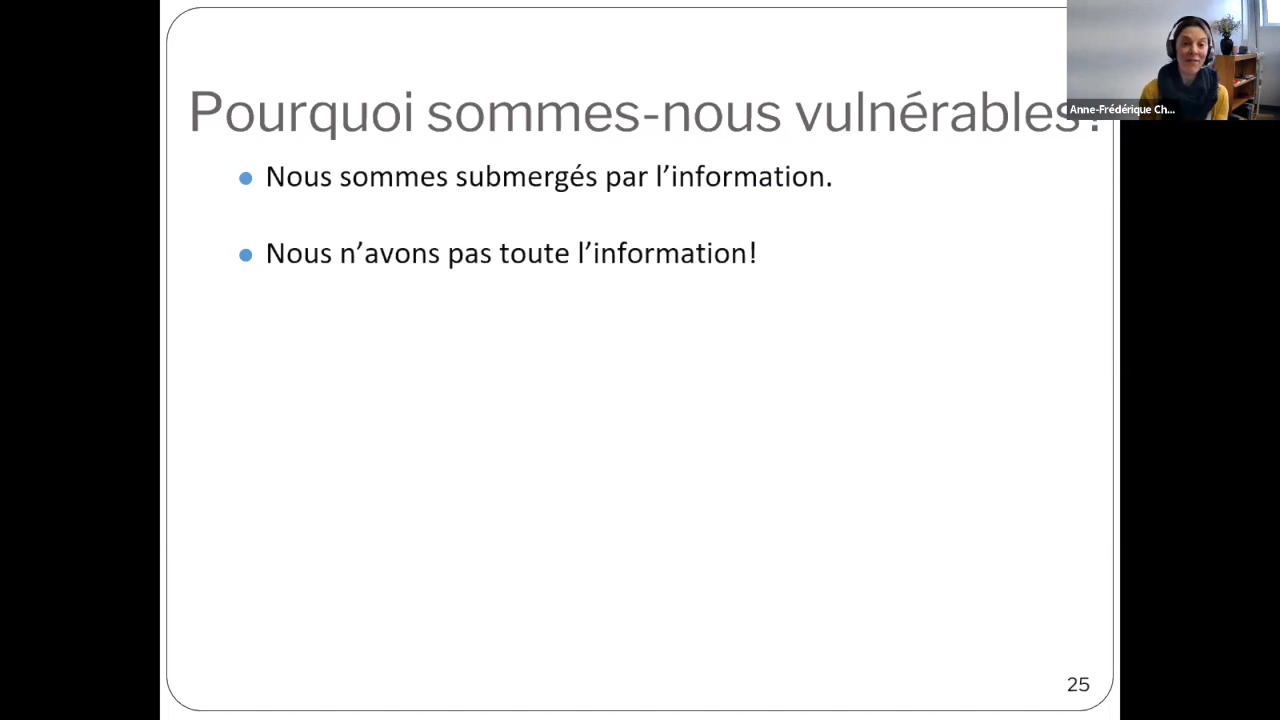 Pourquoi sommes-nous vulnérables?
Anne-Frédérique Ch...
Nous sommes submergés par l’information.
Nous n’avons pas toute l’information!
25